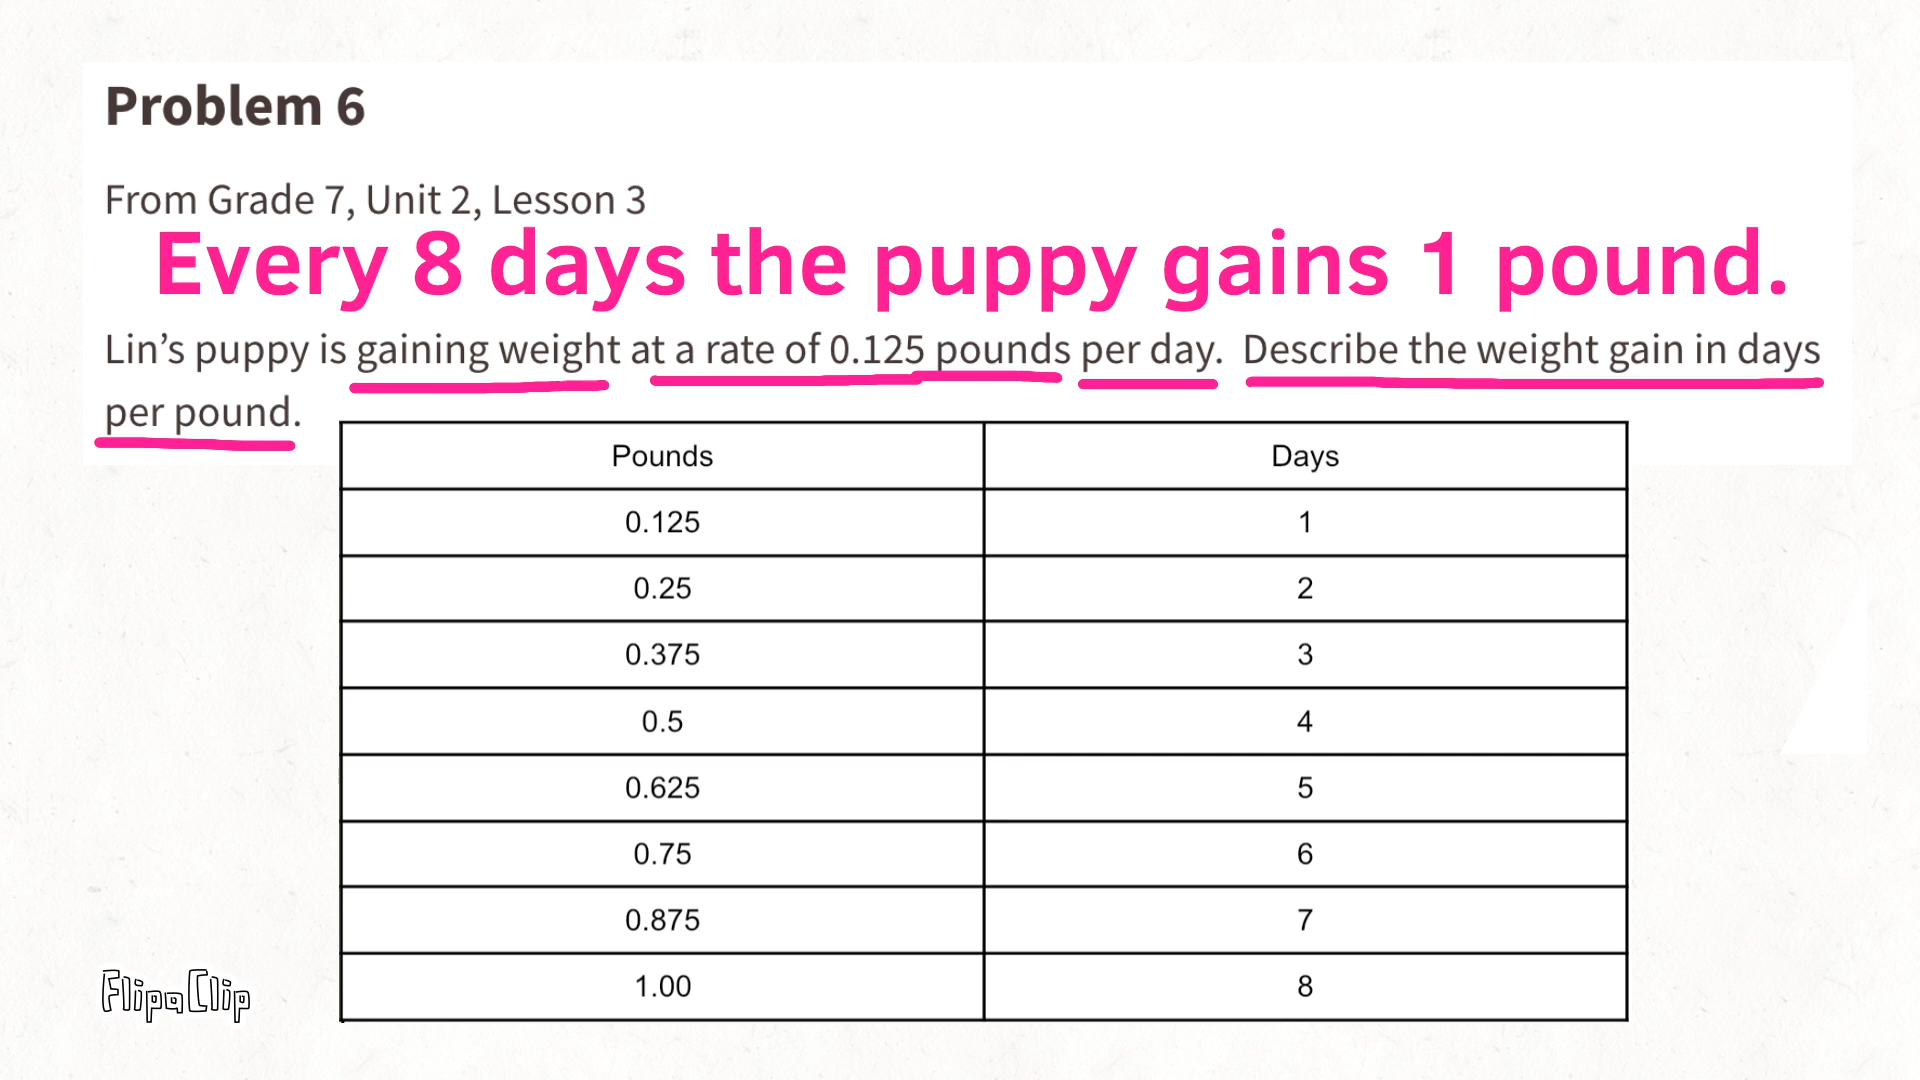 Problem 6
From Grade 7, Unit 2, Lesson 3
Every 8 days the puppy gains 1 pound.
Lin’s puppy is gaining weight at a rate of 0.125 pounds per day. Describe the weight gain in days
per pound.
Pounds Days
0.125 1
0.25 2
0.375 3
0.5 4
0.625 5
0.75 6
0.875 7
1.00 8
FlipaClip